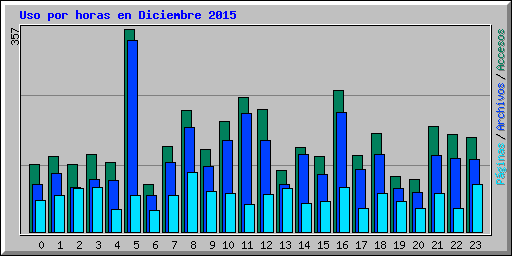 Uso por horas en Diciembre 2015
357
Páginas / Archivos / Accesos
0 1 2 3 4 5 6 7 8 9 10 11 12 13 14 15 16 17 18 19 20 21 22 23